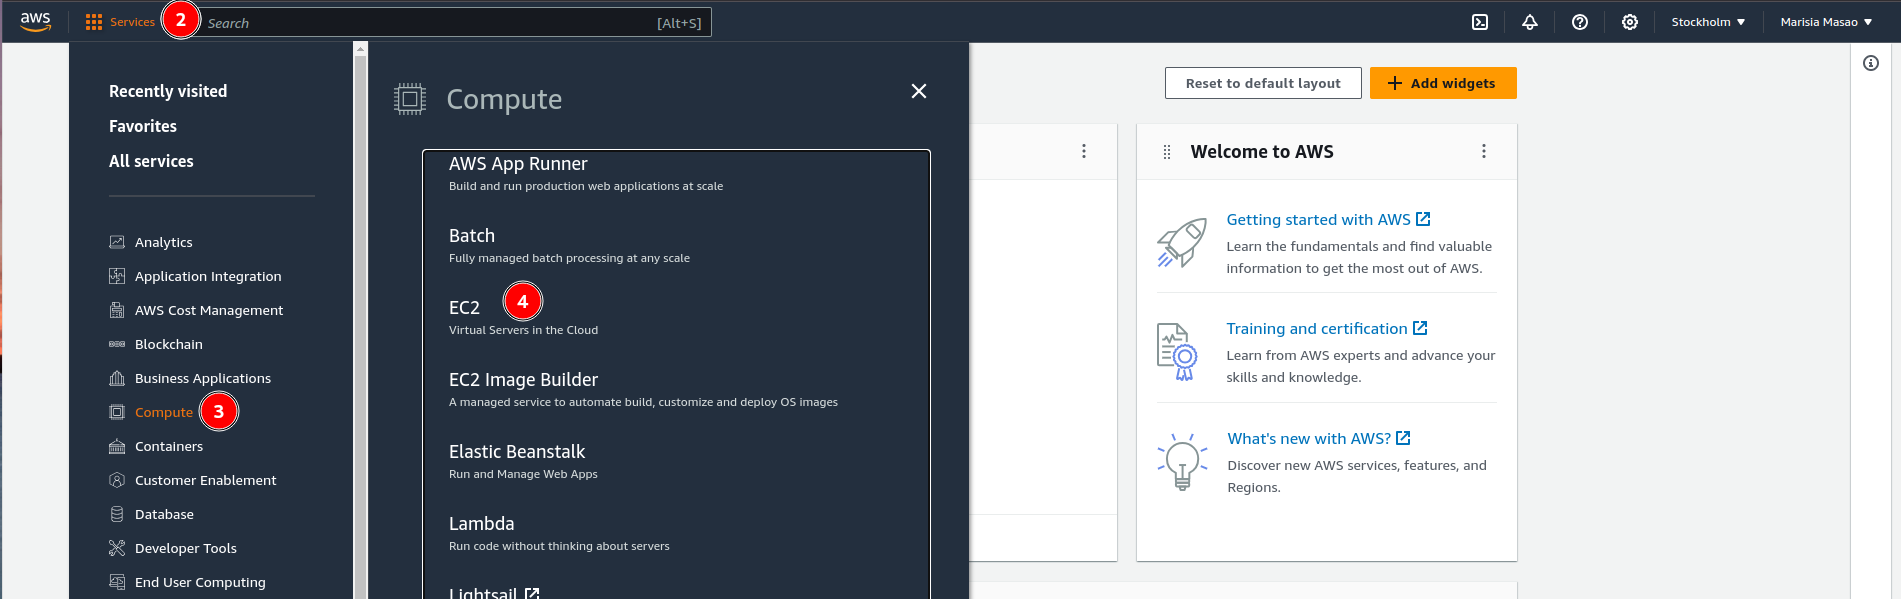 aws
Services
2
Search
[Alt+S]
Stockholm
Marisia Masao
Recently visited
Favorites
All services
Analytics
Application Integration
AWS Cost Management
Blockchain
Business Applications
Compute
3
Containers
Customer Enablement
Database
Developer Tools
End User Computing
Compute
AWS App Runner
Build and run production web applications at scale
Batch
Fully managed batch processing at any scale
EC2
4
Virtual Servers in the Cloud
EC2 Image Builder
A managed service to automate build, customize and deploy OS images
Elastic Beanstalk
Run and Manage Web Apps
Lambda
Run code without thinking about servers
Lightsail
Reset to default layout
Add widgets
Welcome to AWS
Getting started with AWS
Learn the fundamentals and find valuable
information to get the most out of AWS.
Training and certification
Learn from AWS experts and advance your
skills and knowledge.
What's new with AWS?
Discover new AWS services, features, and
Regions.